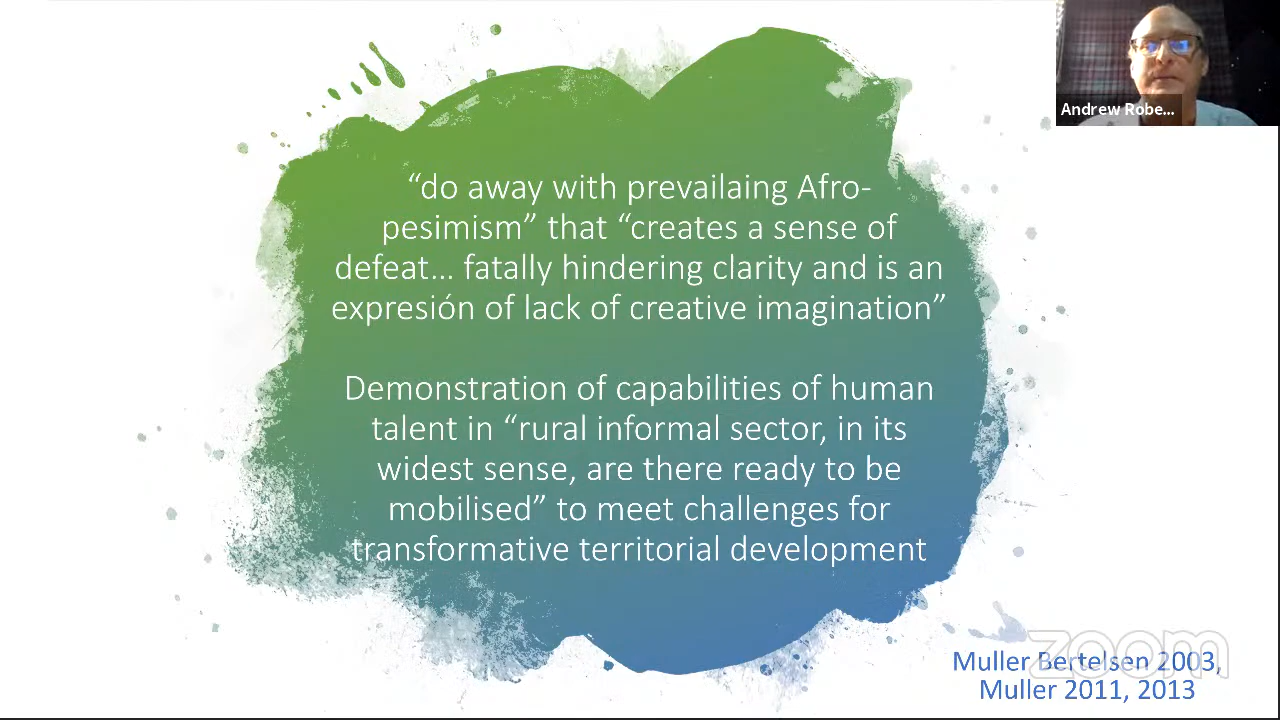 Andrew Robe...
“do away with prevailaing Afro-
pesimism” that “creates a sense of
defeat... fatally hindering clarity and is an
expresión of lack of creative imagination”
Demonstration of capabilities of human
talent in “rural informal sector, in its
widest sense, are there ready to be
mobilised” to meet challenges for
transformative territorial development
zoom
Muller Bertelsen 2003,
Muller 2011, 2013